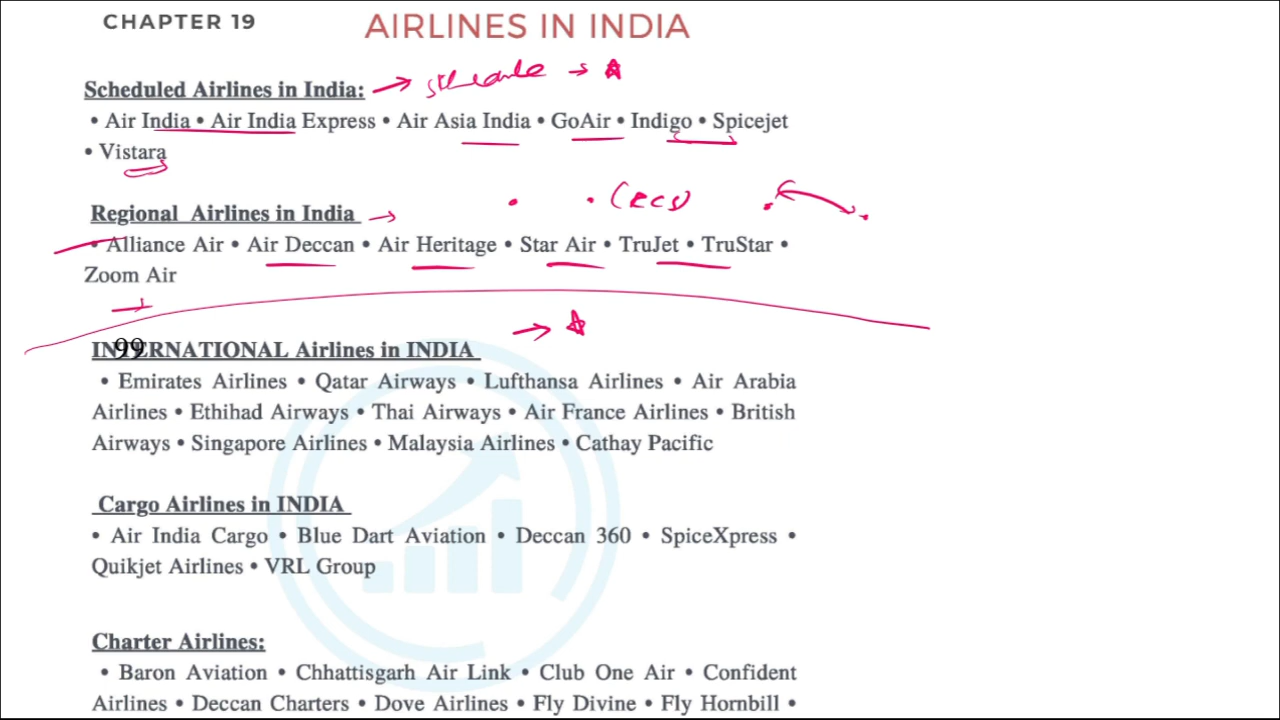 CHAPTER 19 AIRLINES IN INDIA
Scheduled Airlines in India: → schedule →
• Air India • Air India Express • Air Asia India • GoAir • Indigo • Spicejet
• Vistara
(RCS)
Regional Airlines in India →
• Alliance Air • Air Deccan • Air Heritage • Star Air • TruJet • TruStar •
Zoom Air
99
INTERNATIONAL Airlines in INDIA
• Emirates Airlines • Qatar Airways • Lufthansa Airlines • Air Arabia
Airlines • Ethihad Airways • Thai Airways • Air France Airlines • British
Airways • Singapore Airlines • Malaysia Airlines • Cathay Pacific
Cargo Airlines in INDIA
• Air India Cargo • Blue Dart Aviation • Deccan 360 • SpiceXpress •
Quikjet Airlines • VRL Group
Charter Airlines:
• Baron Aviation • Chhattisgarh Air Link • Club One Air • Confident
Airlines • Deccan Charters • Dove Airlines • Fly Divine • Fly Hornbill •